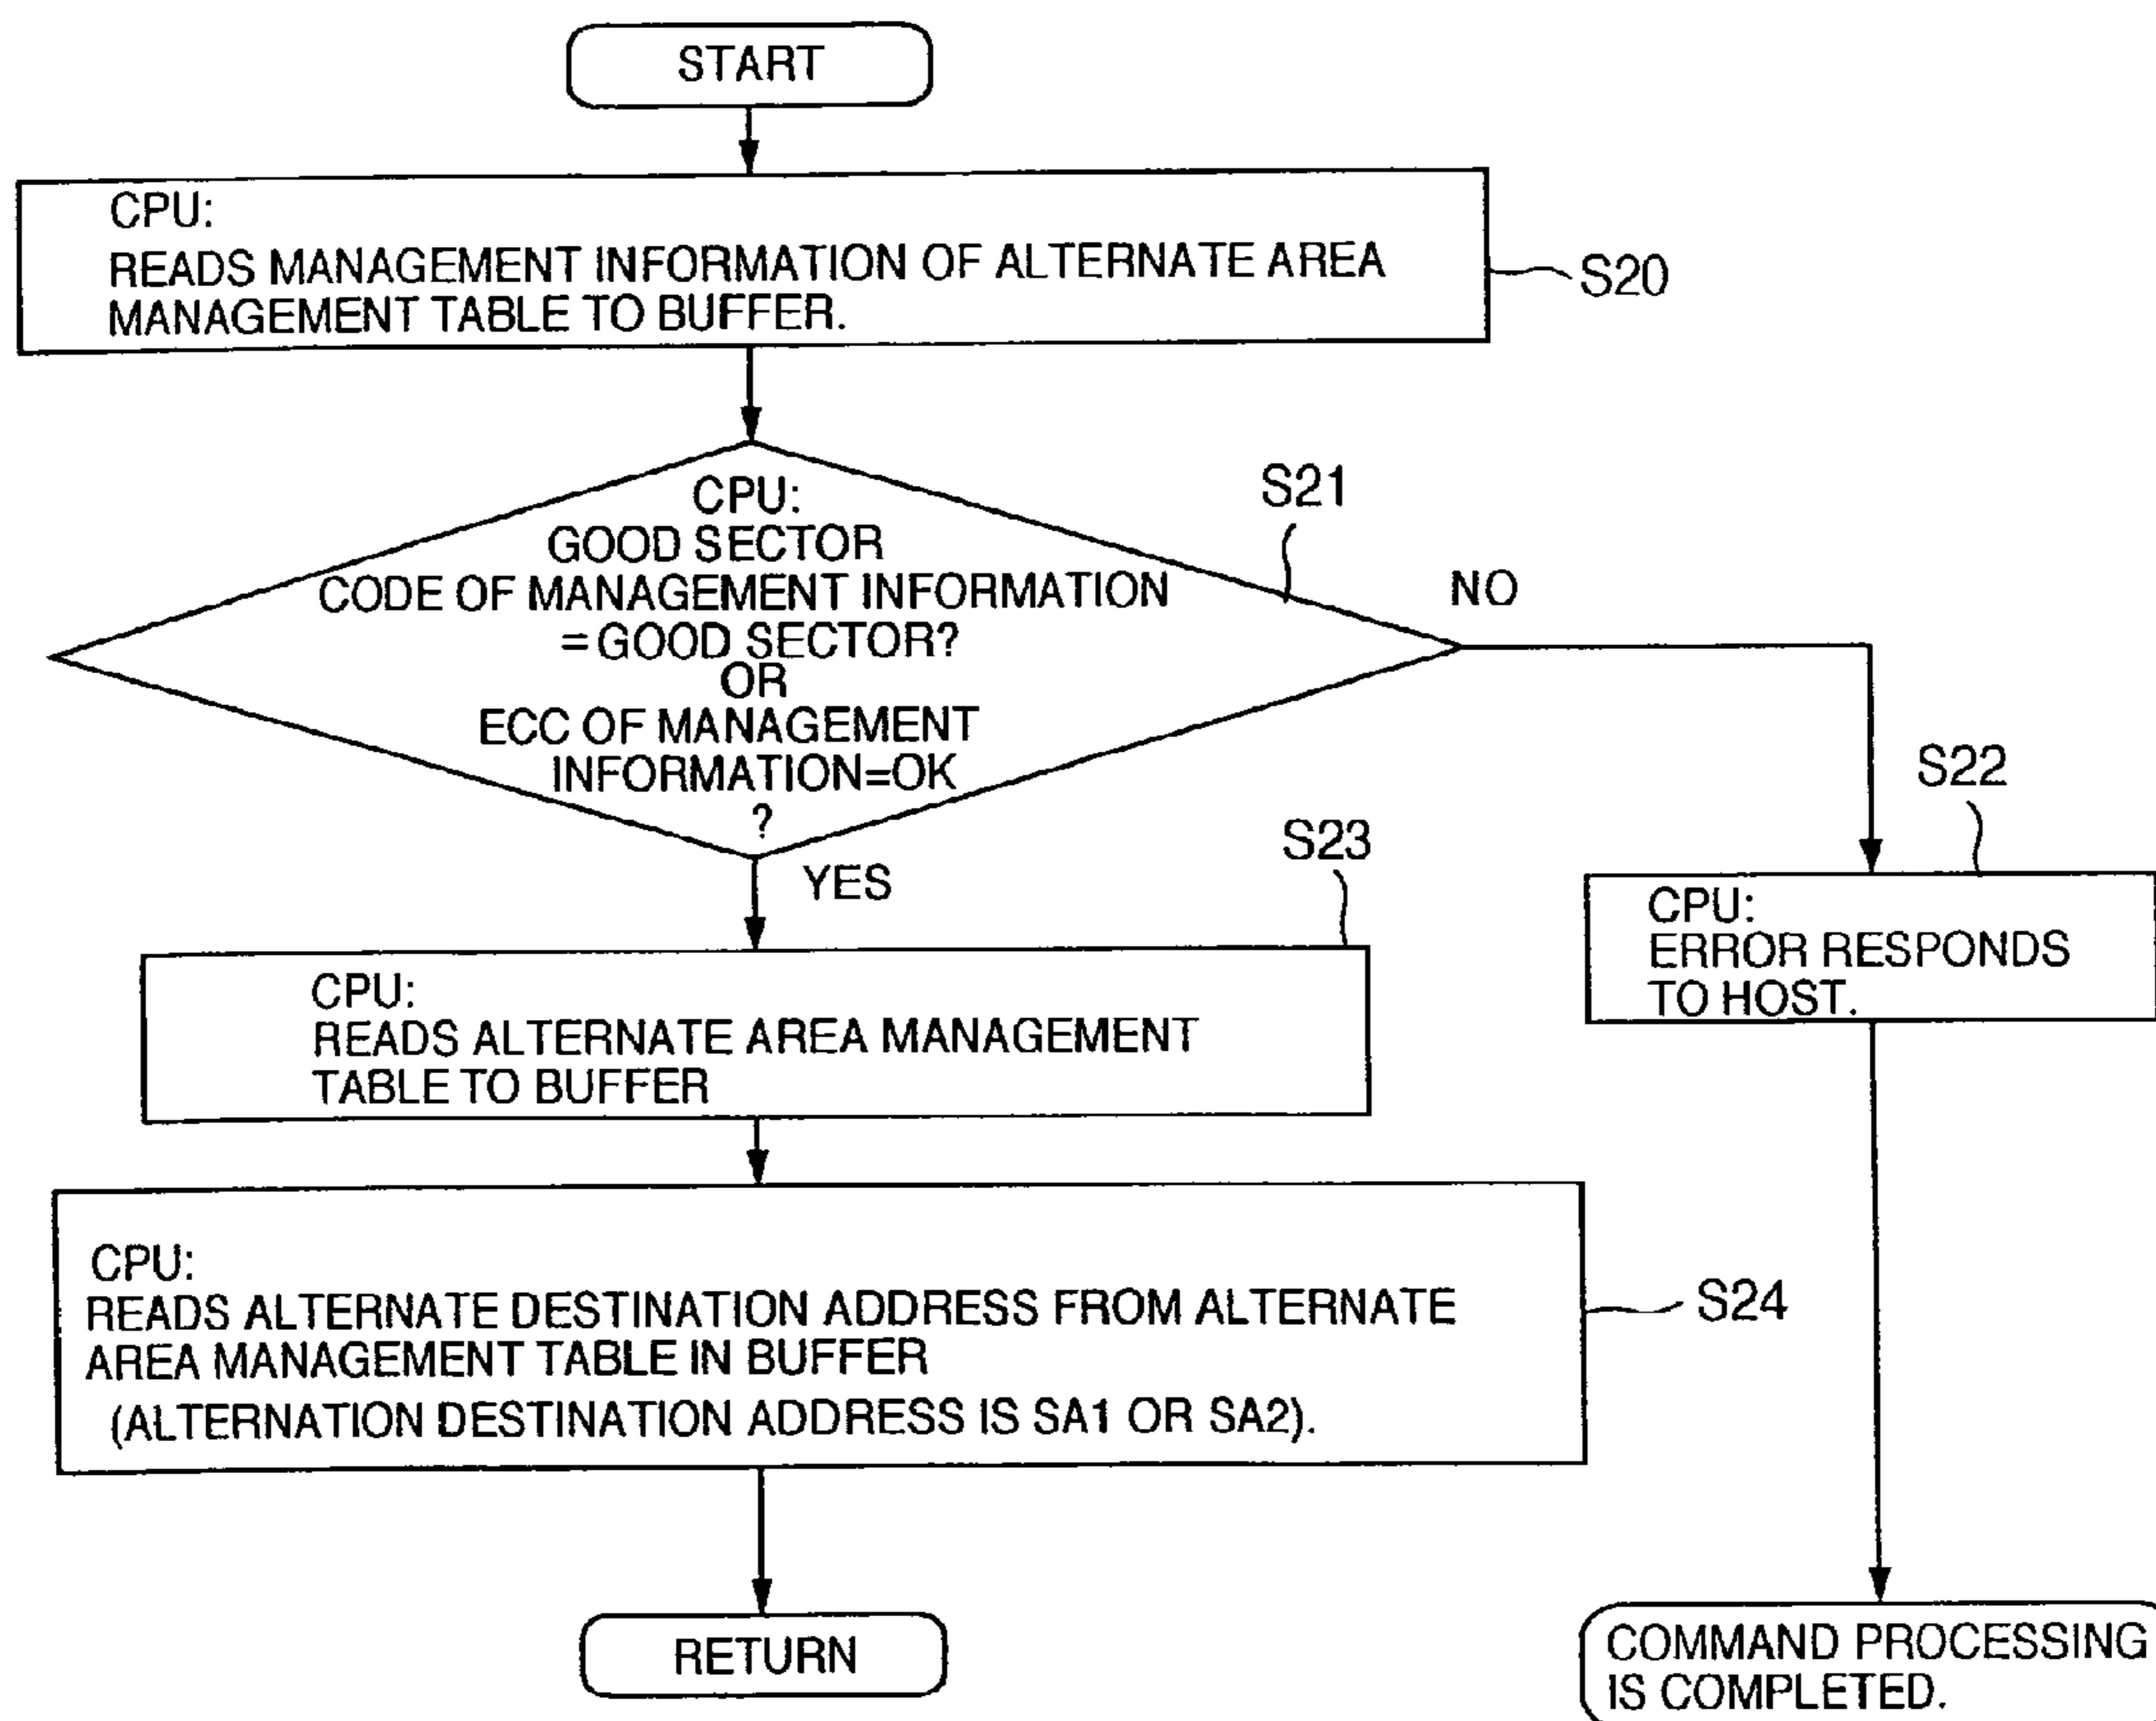 START
CPU:
READS MANAGEMENT INFORMATION OF ALTERNATE AREA
MANAGEMENT TABLE TO BUFFER.
S20
CPU:
GOOD SECTOR
CODE OF MANAGEMENT INFORMATION
=GOOD SECTOR?
OR
ECC OF MANAGEMENT
INFORMATION=OK
?
S21
NO
YES
S22
CPU:
ERROR RESPONDS
TO HOST.
S23
CPU:
READS ALTERNATE AREA MANAGEMENT
TABLE TO BUFFER
CPU:
READS ALTERNATE DESTINATION ADDRESS FROM ALTERNATE
AREA MANAGEMENT TABLE IN BUFFER
(ALTERNATION DESTINATION ADDRESS IS SA1 OR SA2).
S24
RETURN
COMMAND PROCESSING
IS COMPLETED.